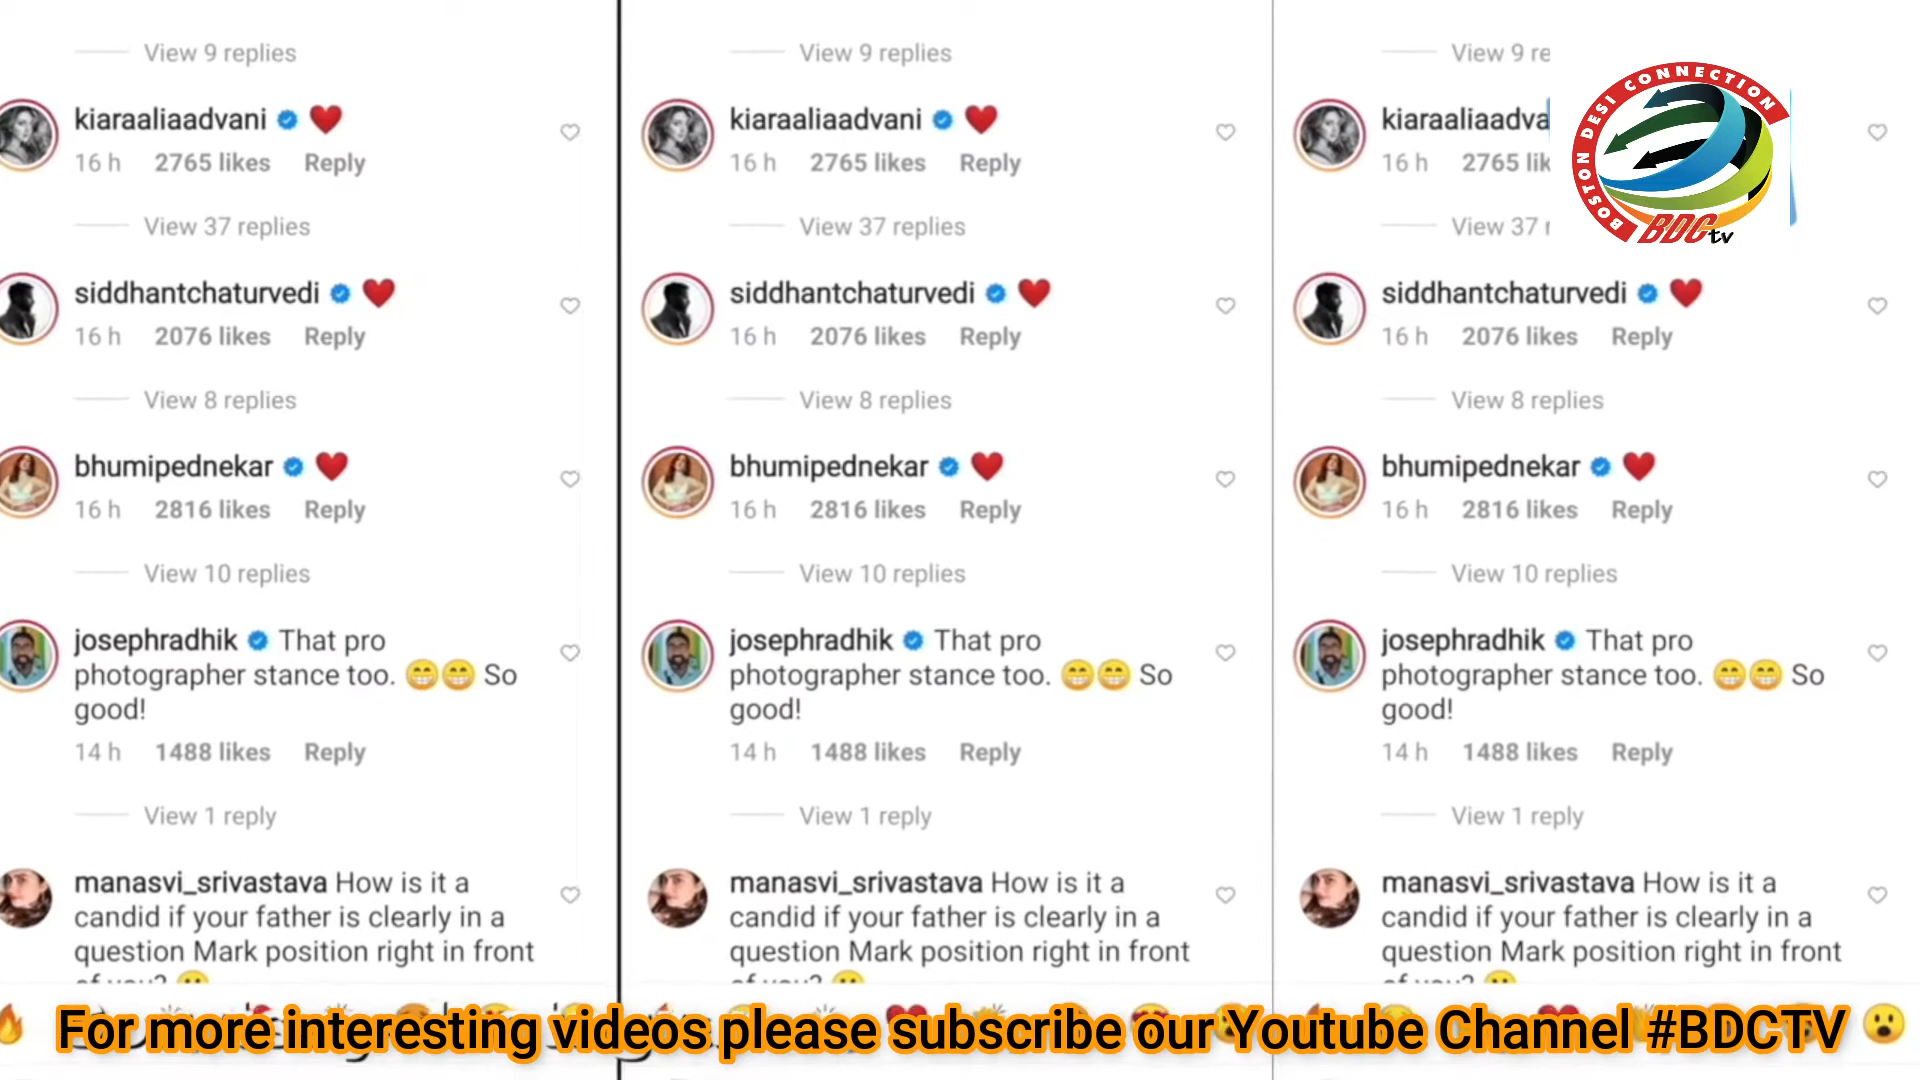 View 9 replies
kiaraaliaadvani ❤️
16 h 2765 likes Reply
View 37 replies
siddhantchaturvedi ❤️
16 h 2076 likes Reply
View 8 replies
bhumipednekar ❤️
16 h 2816 likes Reply
View 10 replies
josephradhik That pro
photographer stance too. 😁😁 So
good!
14 h 1488 likes Reply
View 1 reply
manasvi_srivastava How is it a
candid if your father is clearly in a
question Mark position right in front
View 9 replies
kiaraaliaadvani ❤️
16 h 2765 likes Reply
View 37 replies
siddhantchaturvedi ❤️
16 h 2076 likes Reply
View 8 replies
bhumipednekar ❤️
16 h 2816 likes Reply
View 10 replies
josephradhik That pro
photographer stance too. 😁😁 So
good!
14 h 1488 likes Reply
View 1 reply
manasvi_srivastava How is it a
candid if your father is clearly in a
question Mark position right in front
View 9 re
kiaraaliaadva
16 h 2765 lik
View 37 r
siddhantchaturvedi ❤️
16 h 2076 likes Reply
View 8 replies
bhumipednekar ❤️
16 h 2816 likes Reply
View 10 replies
josephradhik That pro
photographer stance too. 😁😁 So
good!
14 h 1488 likes Reply
View 1 reply
manasvi_srivastava How is it a
candid if your father is clearly in a
question Mark position right in front
BOSTON DESI CONNECTION
BDC tv
For more interesting videos please subscribe our Youtube Channel #BDCTV